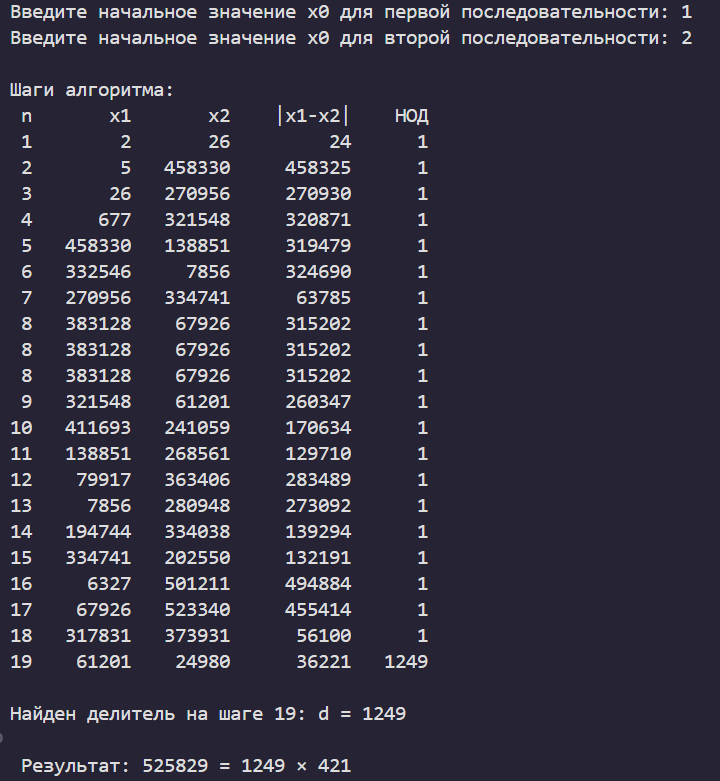 Введите начальное значение x0 для первой последовательности: 1
Введите начальное значение x0 для второй последовательности: 2
Шаги алгоритма:
n x1 x2 |x1-x2| НОД
1 2 26 24 1
2 5 458330 458325 1
3 26 270956 270930 1
4 677 321548 320871 1
5 458330 138851 319479 1
6 332546 7856 324690 1
7 270956 334741 63785 1
8 383128 67926 315202 1
8 383128 67926 315202 1
8 383128 67926 315202 1
9 321548 61201 260347 1
10 411693 241059 170634 1
11 138851 268561 129710 1
12 79917 363406 283489 1
13 7856 280948 273092 1
14 194744 334038 139294 1
15 334741 202550 132191 1
16 6327 501211 494884 1
17 67926 523340 455414 1
18 317831 373931 56100 1
19 61201 24980 36221 1249
Найден делитель на шаге 19: d = 1249
Результат: 525829 = 1249 × 421